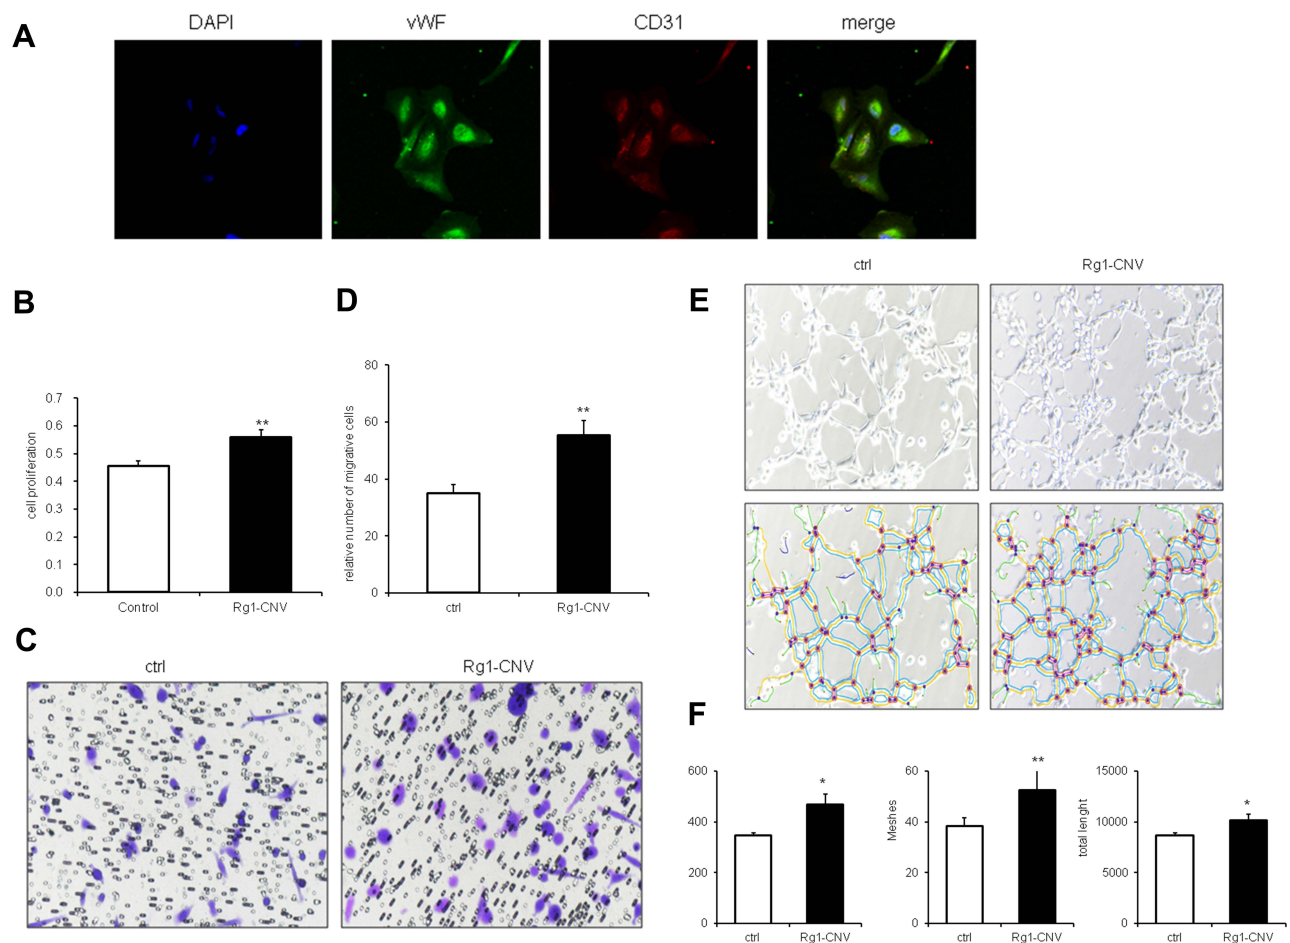 A
DAPI
vWF
CD31
merge
B
cell proliferation
0.7
0.6
0.5
0.4
0.3
0.2
0.1
0.0
**
Control
Rg1-CNV
D
relative number of migrative cells
80
60
40
20
0
**
ctrl
Rg1-CNV
E
ctrl
Rg1-CNV
C
ctrl
Rg1-CNV
F
600
400
200
0
*
ctrl
Rg1-CNV
Meshes
60
40
20
0
**
ctrl
Rg1-CNV
total lenght
15000
10000
5000
0
*
ctrl
Rg1-CNV